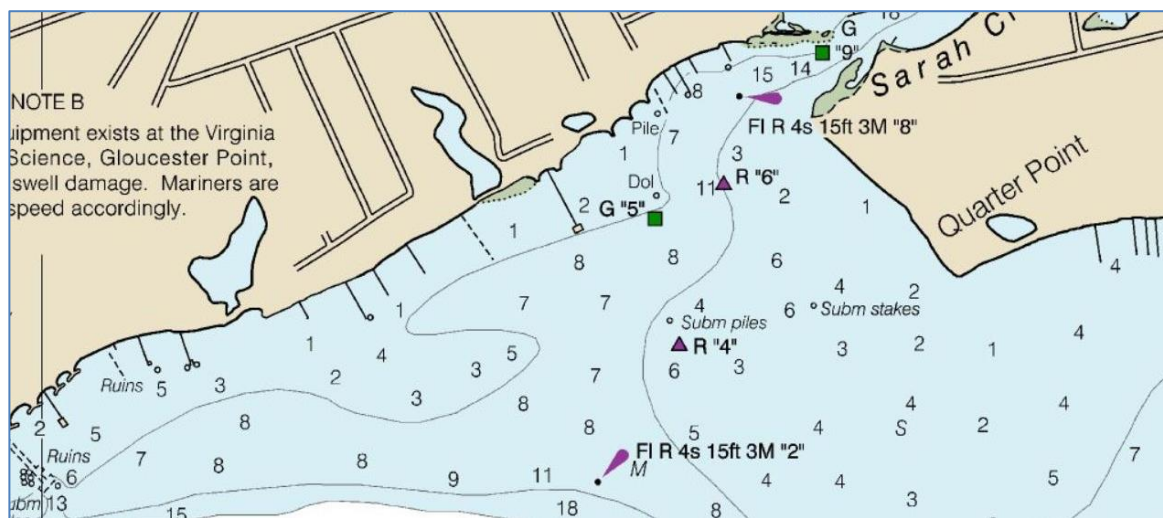 18
G
"9"
15 14
Sarah C
NOTE B
8
uipment exists at the Virginia
Science, Gloucester Point,
swell damage. Mariners are
speed accordingly.
Fl R 4s 15ft 3M "8"
Pile 7
1 3
Dol 11 R "6"
2
2 1
Quarter Point
G "5"
1
8 8 6 4
4 2
7 7 4 6 Subm stakes
1
Subm piles
4
1 4 5 R "4" 3 2 1
3 6 3
Ruins 5 3 2 7
3 8 4 4
2 5 8 8 5 4 S 2
Fl R 4s 15ft 3M "2"
Ruins 7 8 8 M 7
6 9 11 4 4 5
ubm 13 15 18 8 3